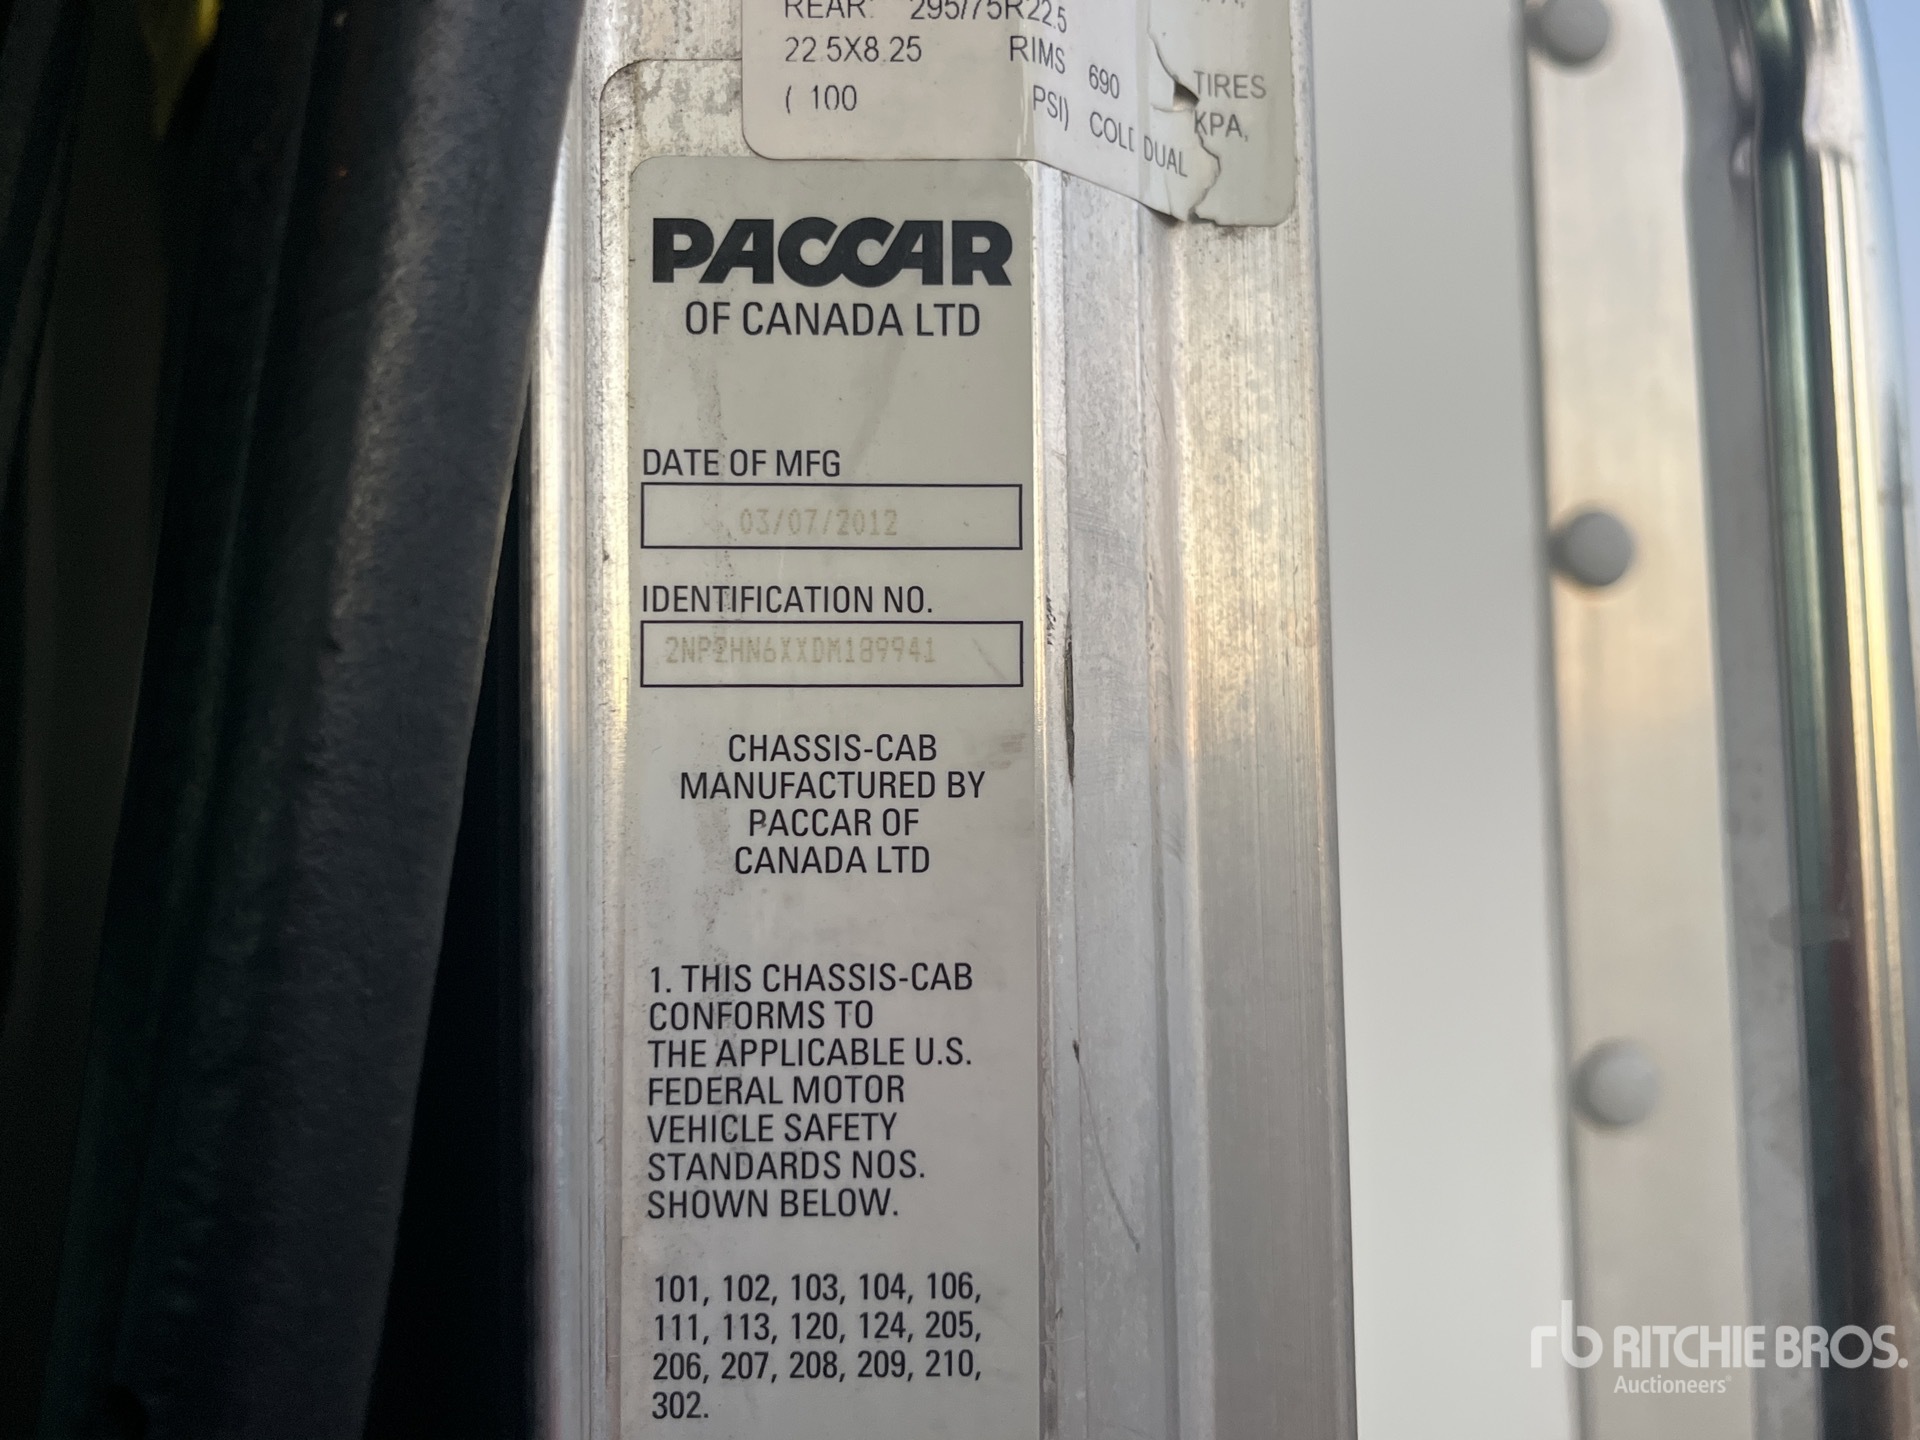 REAR: 295/75R22.5
22.5X8.25 RIMS 690 TIRES
( 100 PSI) COLD DUAL KPA,
PACCAR
OF CANADA LTD
DATE OF MFG
03/07/2012
IDENTIFICATION NO.
2NP2HN6XXDM189941
CHASSIS-CAB
MANUFACTURED BY
PACCAR OF
CANADA LTD
1. THIS CHASSIS-CAB
CONFORMS TO
THE APPLICABLE U.S.
FEDERAL MOTOR
VEHICLE SAFETY
STANDARDS NOS.
SHOWN BELOW.
101, 102, 103, 104, 106,
111, 113, 120, 124, 205,
206, 207, 208, 209, 210,
302.
rb RITCHIE BROS.
Auctioneers